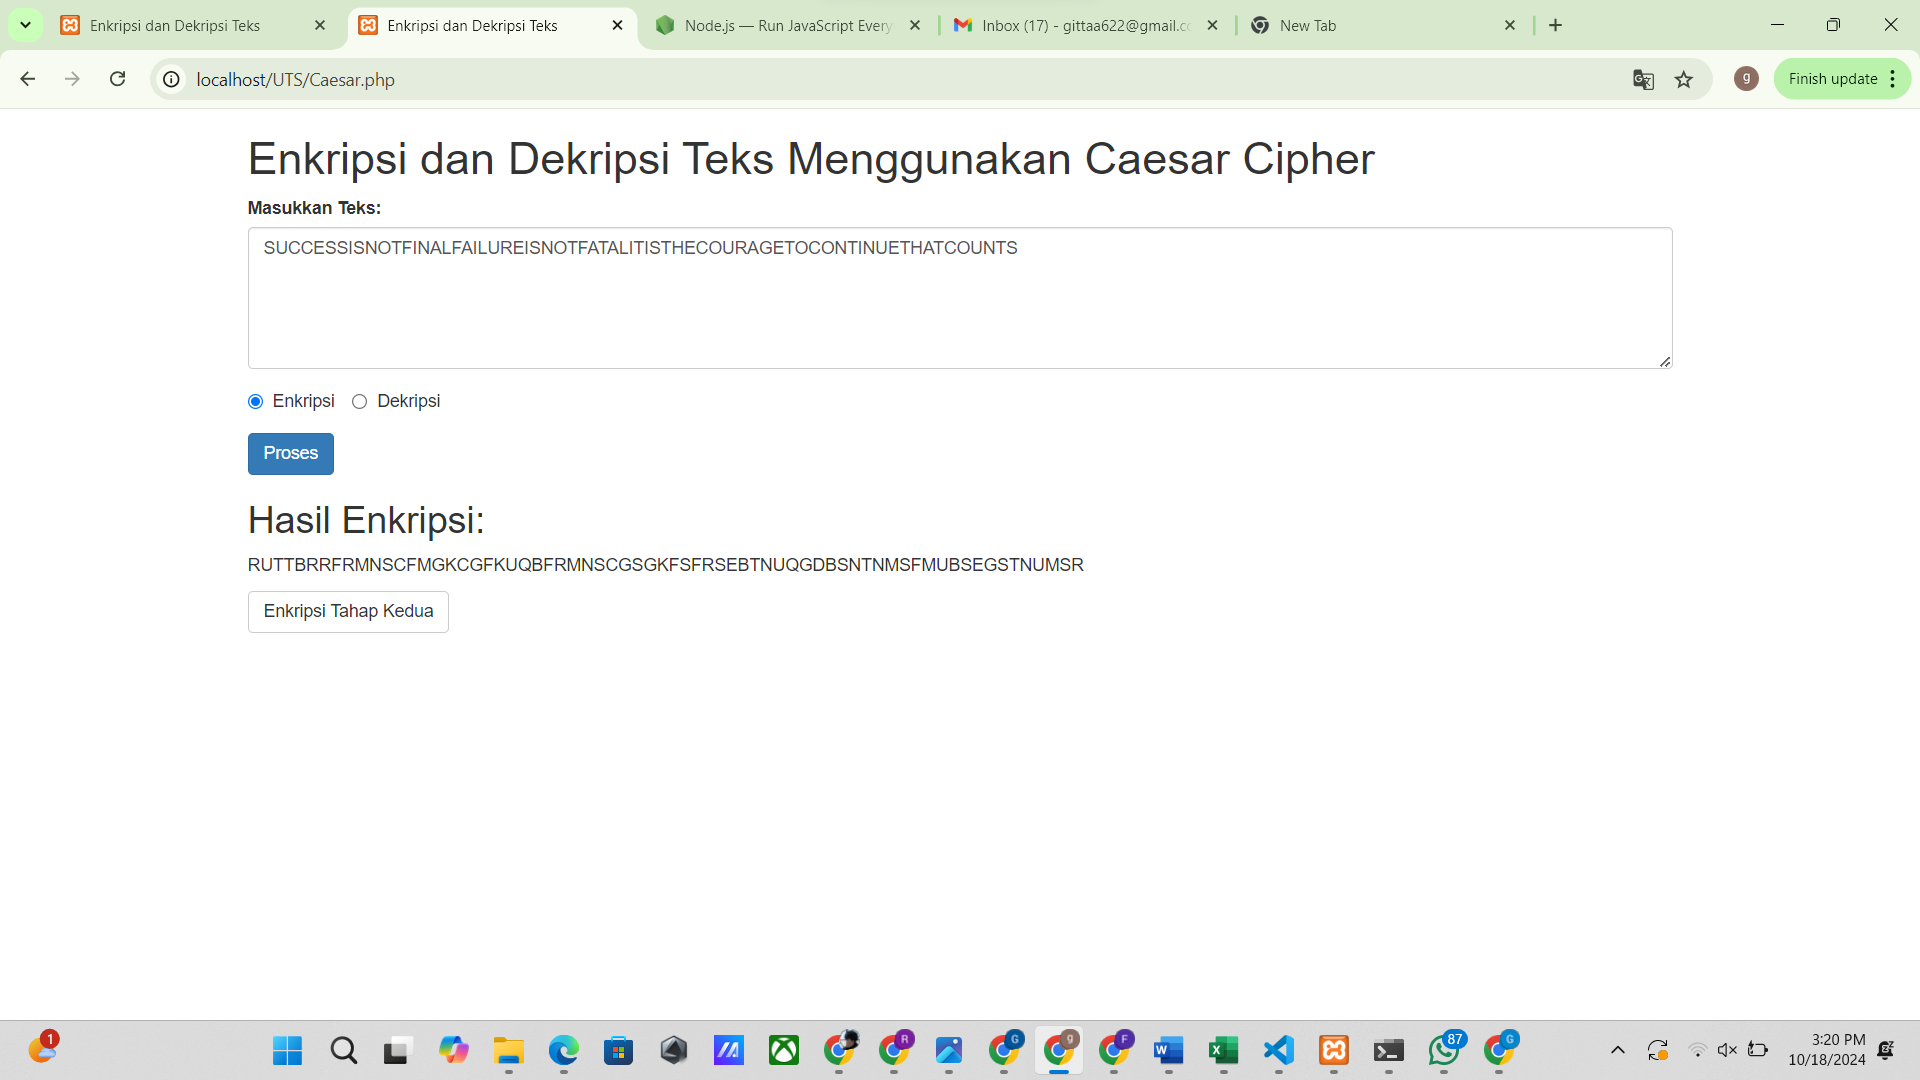 Enkripsi dan Dekripsi Teks
Enkripsi dan Dekripsi Teks
Node.js — Run JavaScript Every
Inbox (17) - gittaa622@gmail.co
New Tab
localhost/UTS/Caesar.php
g
Finish update
Enkripsi dan Dekripsi Teks Menggunakan Caesar Cipher
Masukkan Teks:
SUCCESSISNOTFINALFAILUREISNOTFATALITISTHECOURAGETOCONTINUETHATCOUNTS
Enkripsi
Dekripsi
Proses
Hasil Enkripsi:
RUTTBRRFRMNSCFMGKCGFKUQBFRMNSCGSGKFSFRSEBTNUQGDBSNTNMSFMUBSEGSTNUMSR
Enkripsi Tahap Kedua
1
R
G
g
F
87
G
3:20 PM
10/18/2024